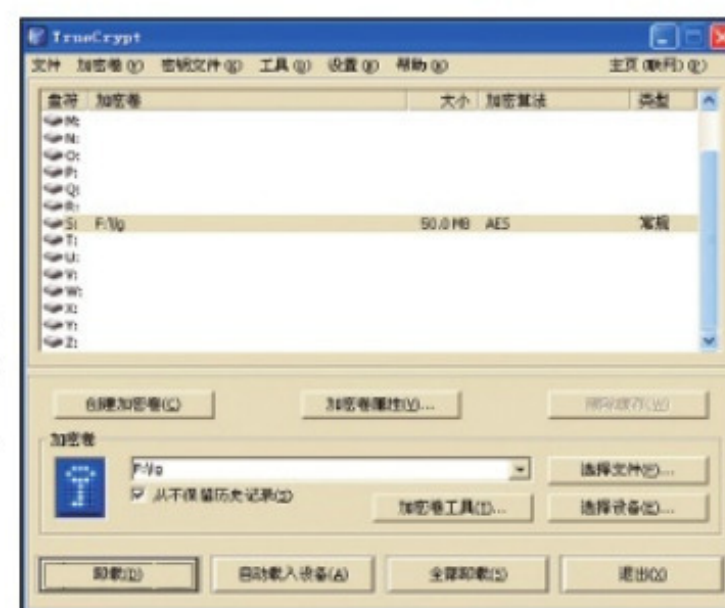 TrueCrypt
文件 加密卷(V) 密钥文件(K) 工具(O) 设置(G) 帮助(H) 主页(联网)(P)
盘符 加密卷 大小 加密算法 类型
M:
N:
O:
P:
Q:
R:
S: 50.0 MB AES 常规
T:
U:
V:
W:
X:
Y:
Z:
创建加密卷(C) 加密卷属性(V)... 删除缓存(W)
加密卷
选择文件(F)...
从不保留历史记录(S) 加密卷工具(T)... 选择设备(E)...
卸载(D) 自动载入设备(A) 全部卸载(S) 退出(X)